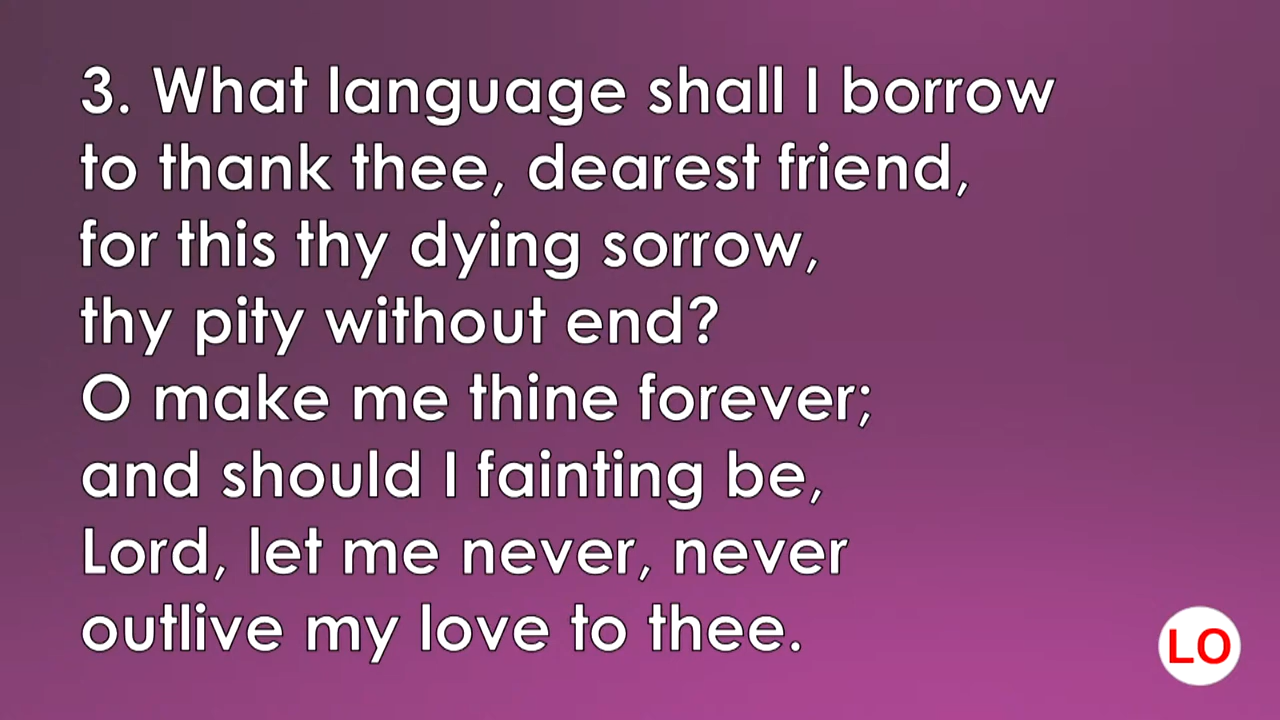 3. What language shall I borrow
to thank thee, dearest friend,
for this thy dying sorrow,
thy pity without end?
O make me thine forever;
and should I fainting be,
Lord, let me never, never
outlive my love to thee.
LO